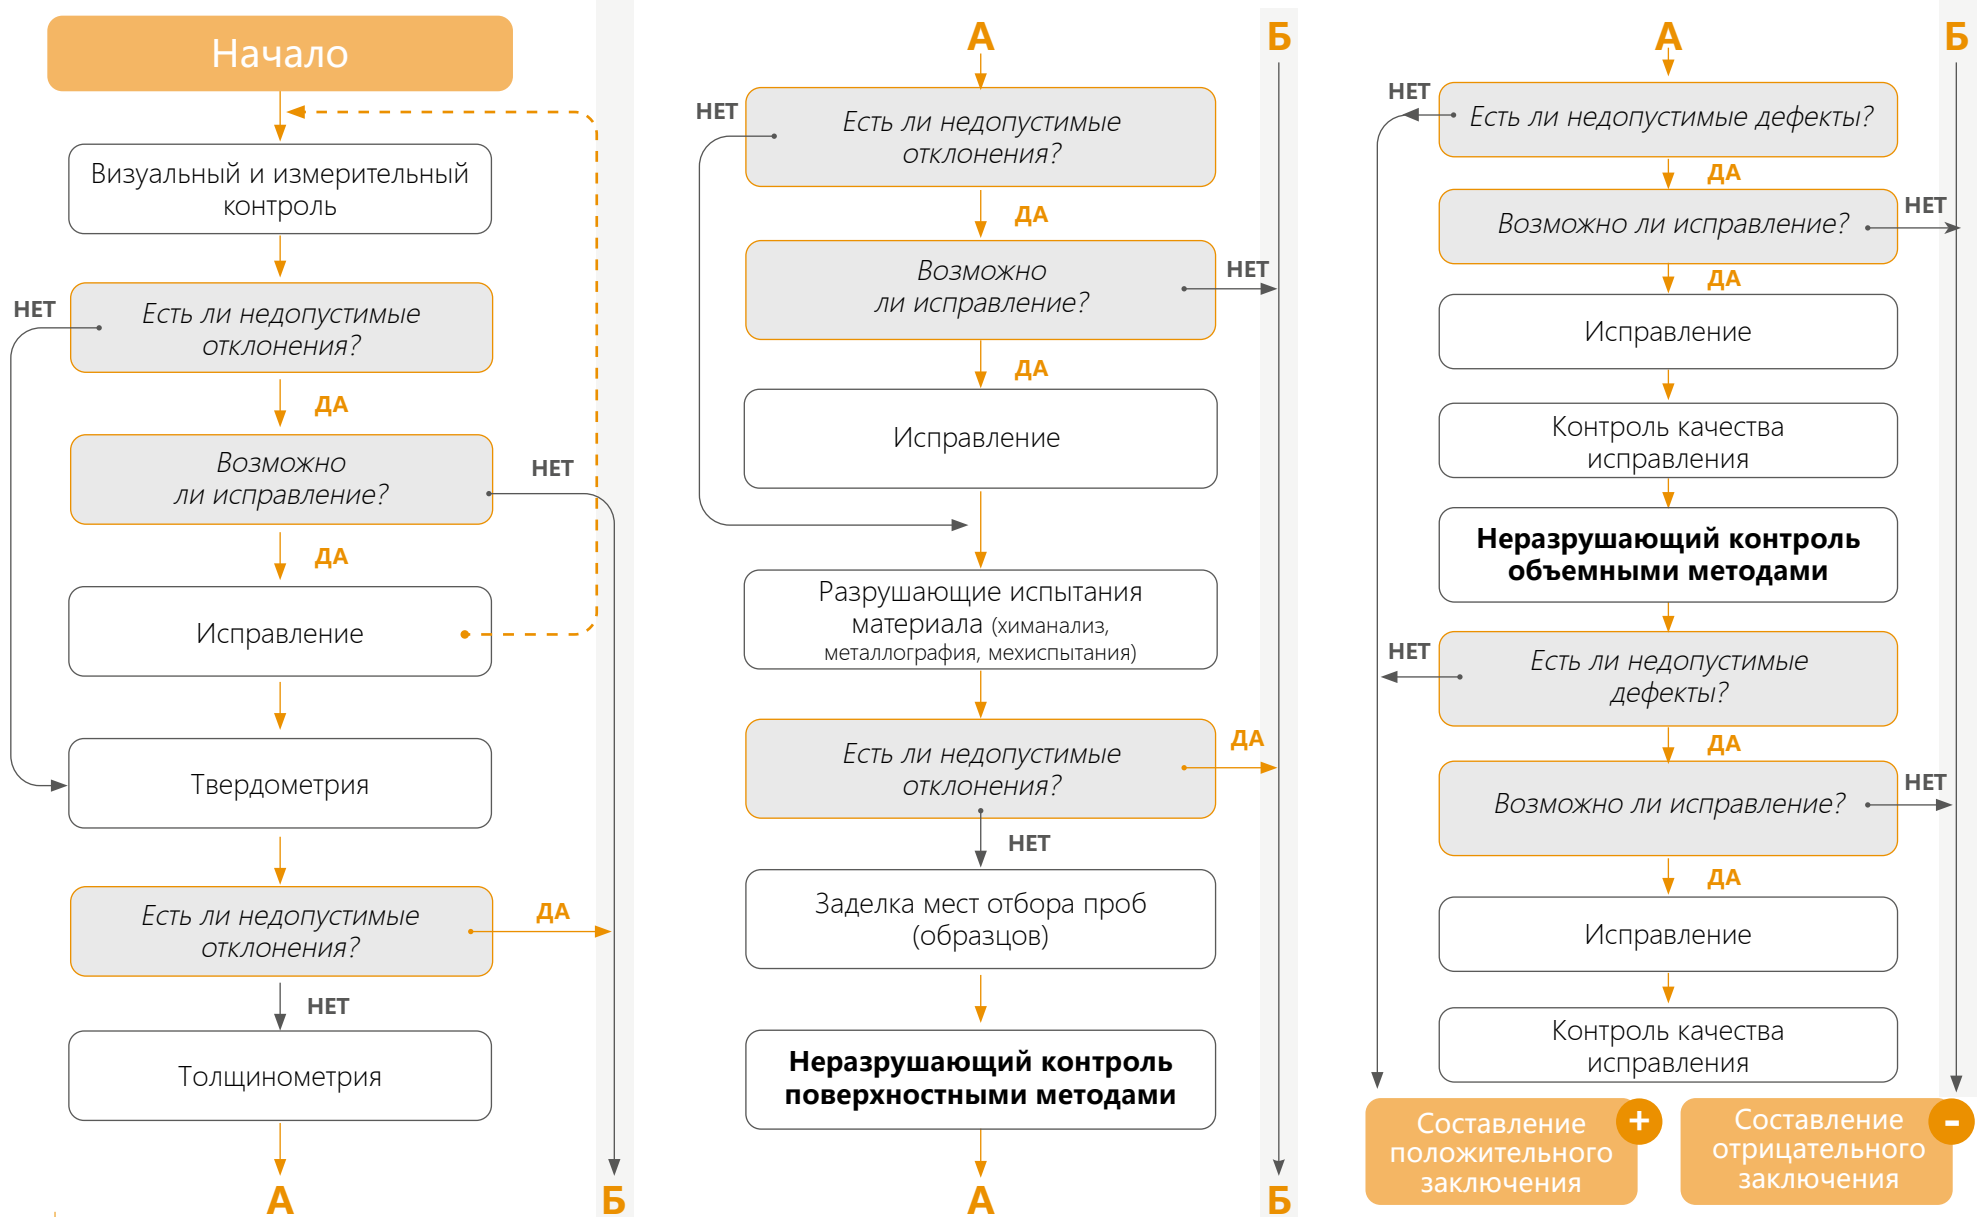 Начало
Визуальный и измерительный
контроль
НЕТ
Есть ли недопустимые
отклонения?
ДА
Возможно
ли исправление?
НЕТ
ДА
Исправление
Твердометрия
Есть ли недопустимые
отклонения?
ДА
НЕТ
Толщинометрия
А
Б
А
Б
НЕТ
Есть ли недопустимые
отклонения?
ДА
Возможно
ли исправление?
НЕТ
ДА
Исправление
Разрушающие испытания
материала (химанализ,
металлография, мехиспытания)
Есть ли недопустимые
отклонения?
ДА
НЕТ
Заделка мест отбора проб
(образцов)
Неразрушающий контроль
поверхностными методами
А
Б
А
Б
НЕТ
Есть ли недопустимые дефекты?
ДА
Возможно ли исправление?
НЕТ
ДА
Исправление
Контроль качества
исправления
Неразрушающий контроль
объемными методами
НЕТ
Есть ли недопустимые
дефекты?
ДА
Возможно ли исправление?
НЕТ
ДА
Исправление
Контроль качества
исправления
Составление
положительного
заключения
+
Составление
отрицательного
заключения
-